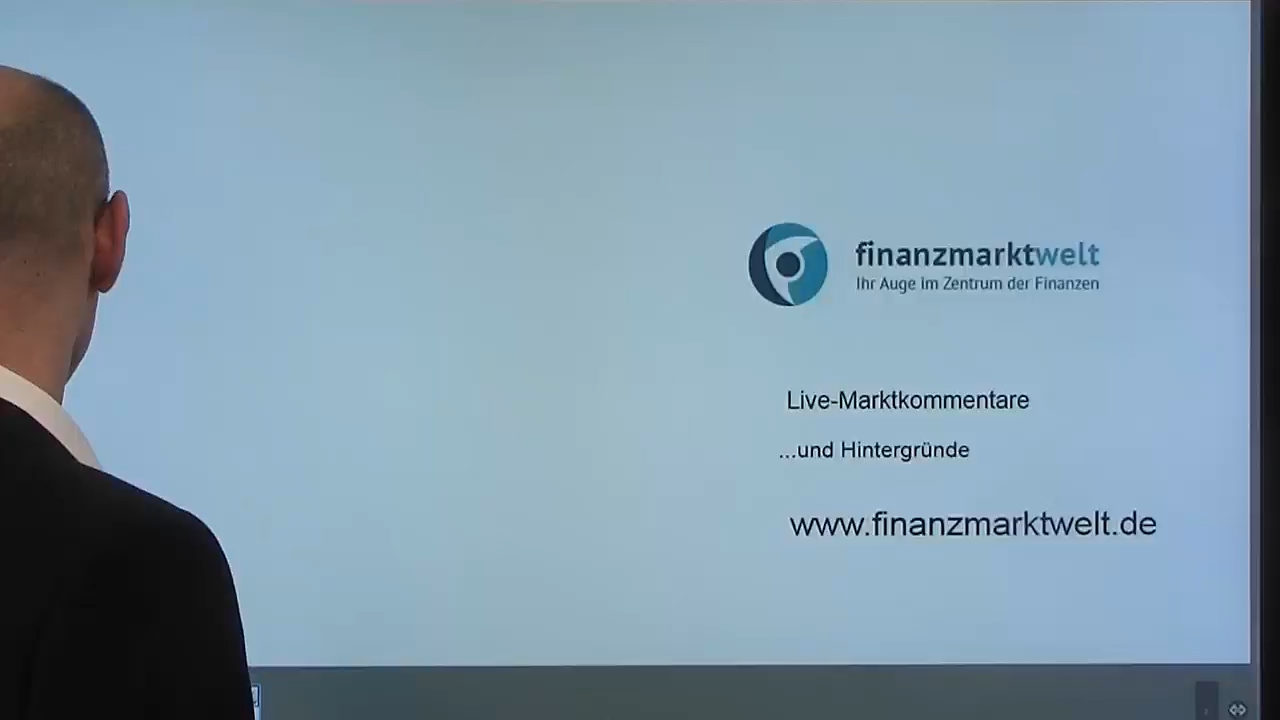 finanzmarktwelt
Ihr Auge im Zentrum der Finanzen
Live-Marktkommentare
...und Hintergründe
www.finanzmarktwelt.de